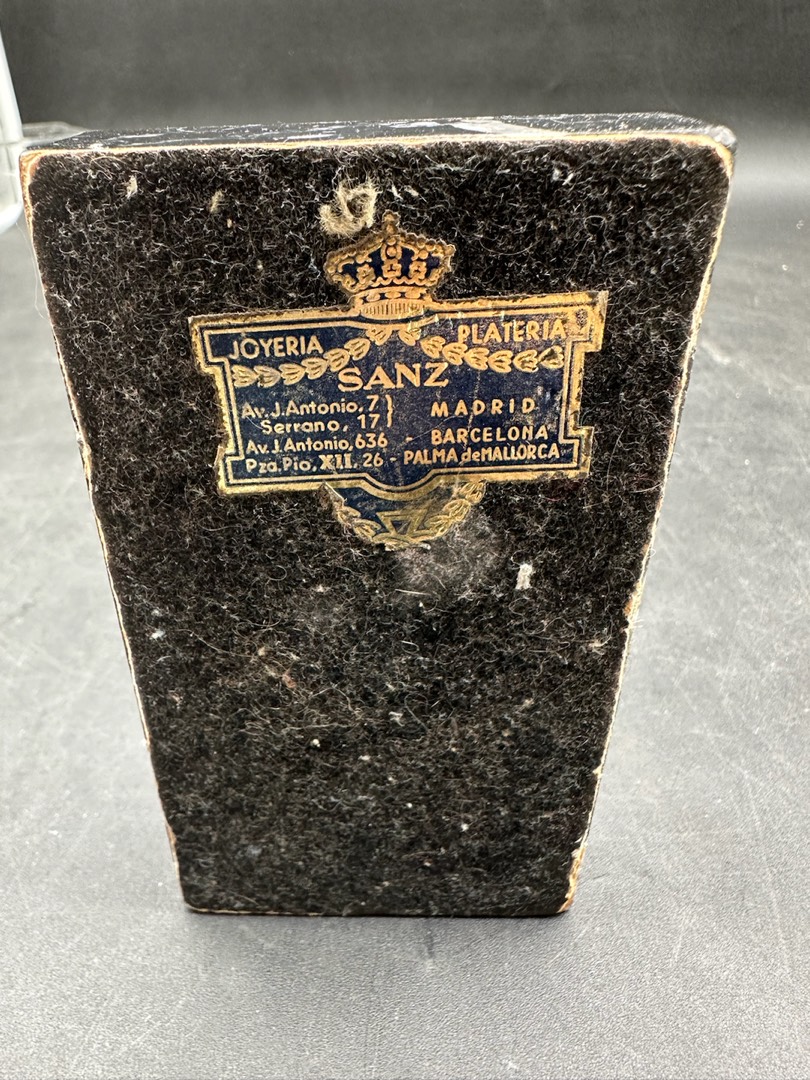 JOYERIA PLATERIA
SANZ
Av. J. Antonio, 7 } MADRID
Serrano, 17
Av. J. Antonio, 636 - BARCELONA
Pza. Pio, XII, 26 - PALMA de MALLORCA